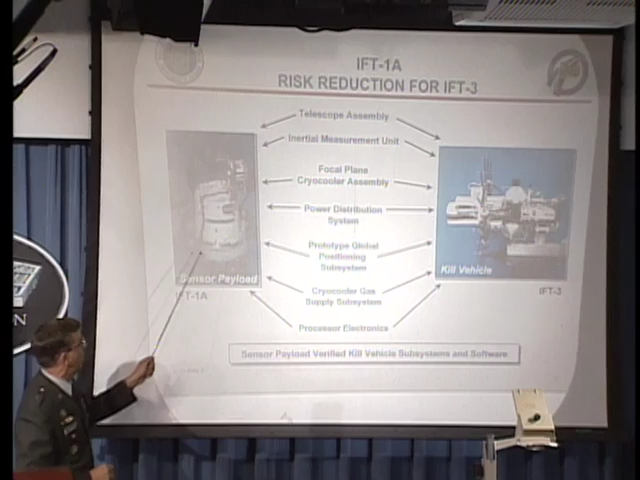 IFT-1A
RISK REDUCTION FOR IFT-3
Telescope Assembly
Inertial Measurement Unit
Focal Plane
Cryocooler Assembly
Power Distribution
System
Prototype Global
Positioning
Subsystem
Cryocooler Gas
Supply Subsystem
Processor Electronics
Sensor Payload
IFT-1A
Kill Vehicle
IFT-3
Sensor Payload Verified Kill Vehicle Subsystems and Software
ON